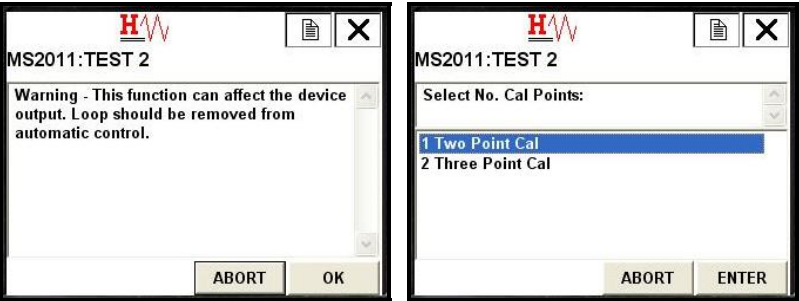 H
MS2011:TEST 2
Warning - This function can affect the device
output. Loop should be removed from
automatic control.
ABORT OK
H
MS2011:TEST 2
Select No. Cal Points:
1 Two Point Cal
2 Three Point Cal
ABORT ENTER